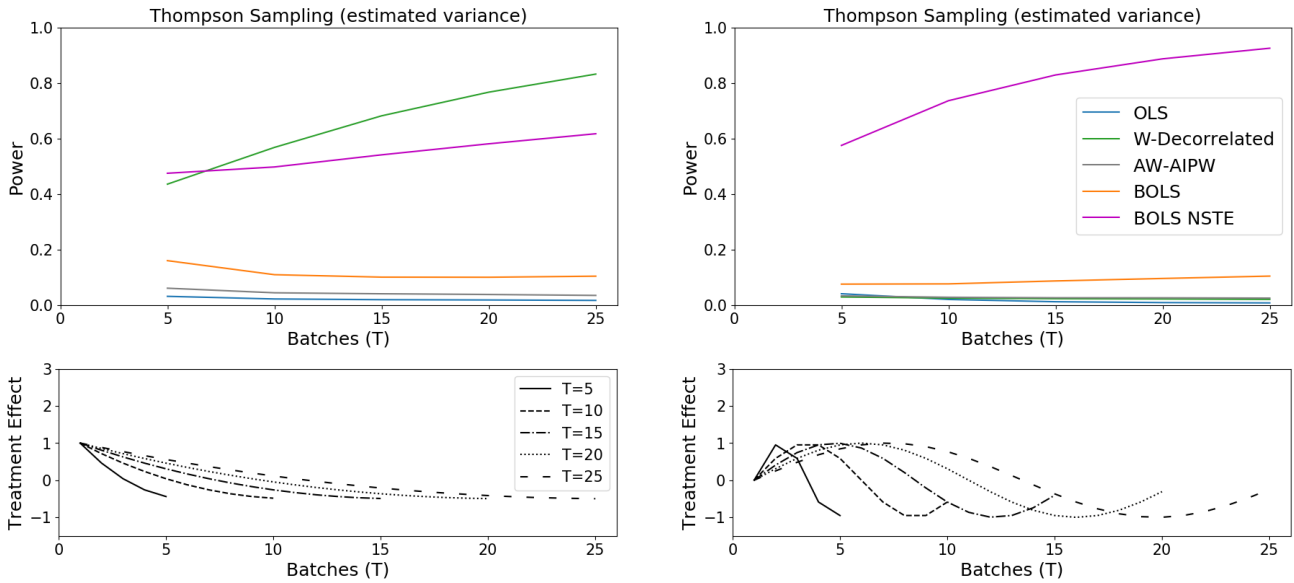 Thompson Sampling (estimated variance)
1.0
0.8
0.6
0.4
0.2
0.0
Power
0 5 10 15 20 25
Batches (T)
Thompson Sampling (estimated variance)
1.0
0.8
0.6
0.4
0.2
0.0
Power
OLS
W-Decorrelated
AW-AIPW
BOLS
BOLS NSTE
0 5 10 15 20 25
Batches (T)
3
2
1
0
−1
Treatment Effect
T=5
T=10
T=15
T=20
T=25
0 5 10 15 20 25
Batches (T)
3
2
1
0
−1
Treatment Effect
0 5 10 15 20 25
Batches (T)